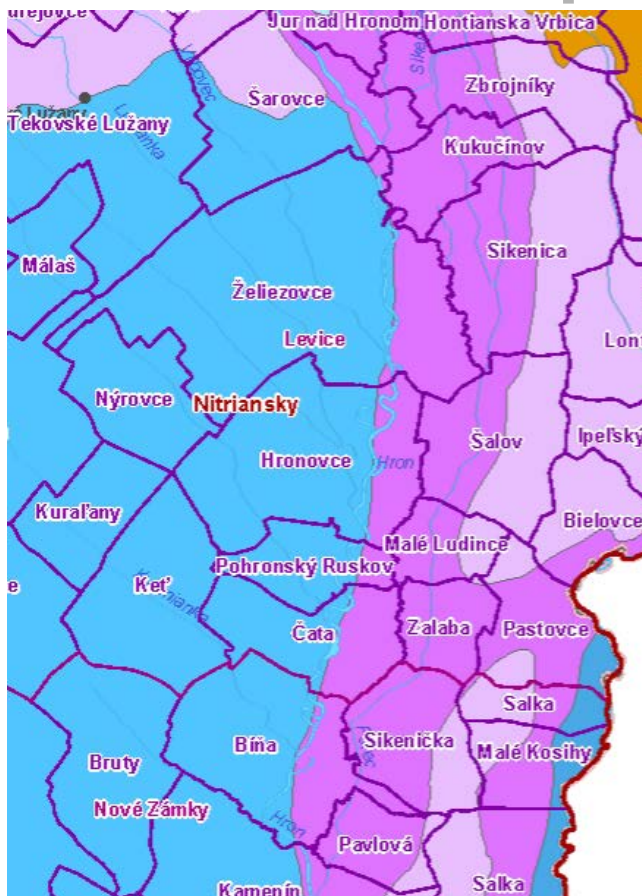 Jur nad Hronom
Hontianska Vrbica
Zbrojníky
Šarovce
Tekovské Lužany
Kukučínov
Sikenica
Málaš
Želiezovce
Levice
Nýrovce
Nitriansky
Šalov
Ipeľský
Hronovce
Hron
Kuraľany
Bielovce
Malé Ludince
Pohronský Ruskov
Keť
Čata
Zalaba
Pastovce
Salka
Bíňa
Sikenička
Malé Kosihy
Bruty
Nové Zámky
Hron
Pavlová
Salka
Kamenín